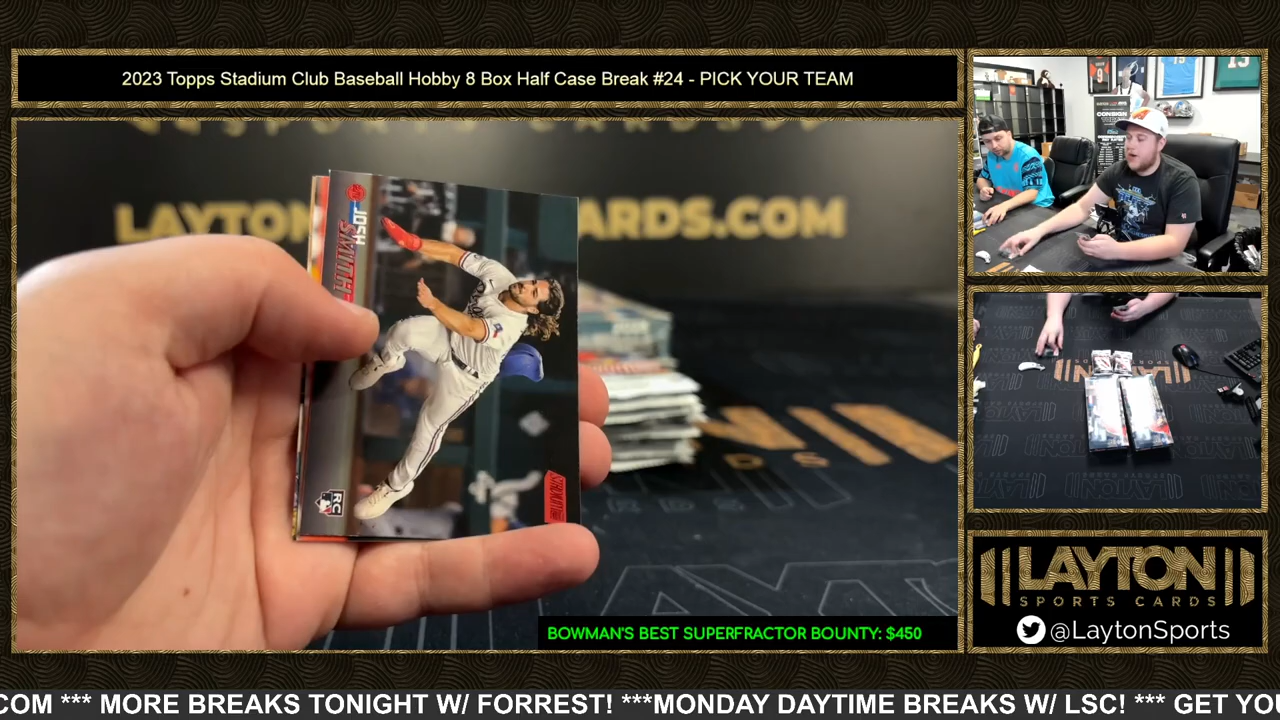 2023 Topps Stadium Club Baseball Hobby 8 Box Half Case Break #24 - PICK YOUR TEAM
LAYTON
ARDS.COM
JOSH
SMITH
RC
BOWMAN'S BEST SUPERFRACTOR BOUNTY: $450
CONSIGN
LAYTON
SPORTS CARDS
@LaytonSports
COM *** MORE BREAKS TONIGHT W/ FORREST! ***MONDAY DAYTIME BREAKS W/ LSC! *** GET YOU